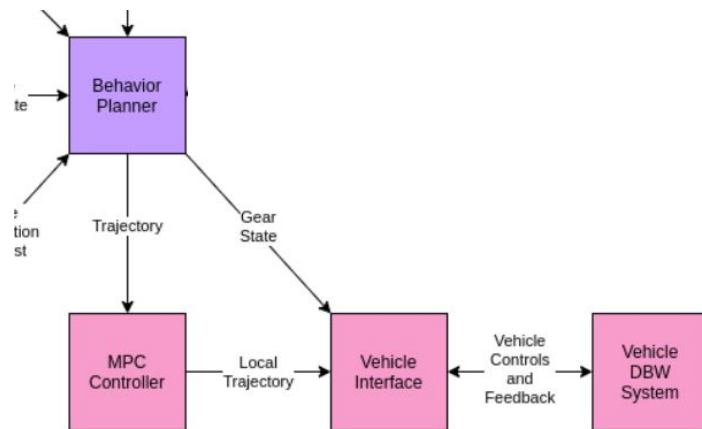 Behavior
Planner
Trajectory
Gear
State
MPC
Controller
Local
Trajectory
Vehicle
Interface
Vehicle
Controls
and
Feedback
Vehicle
DBW
System